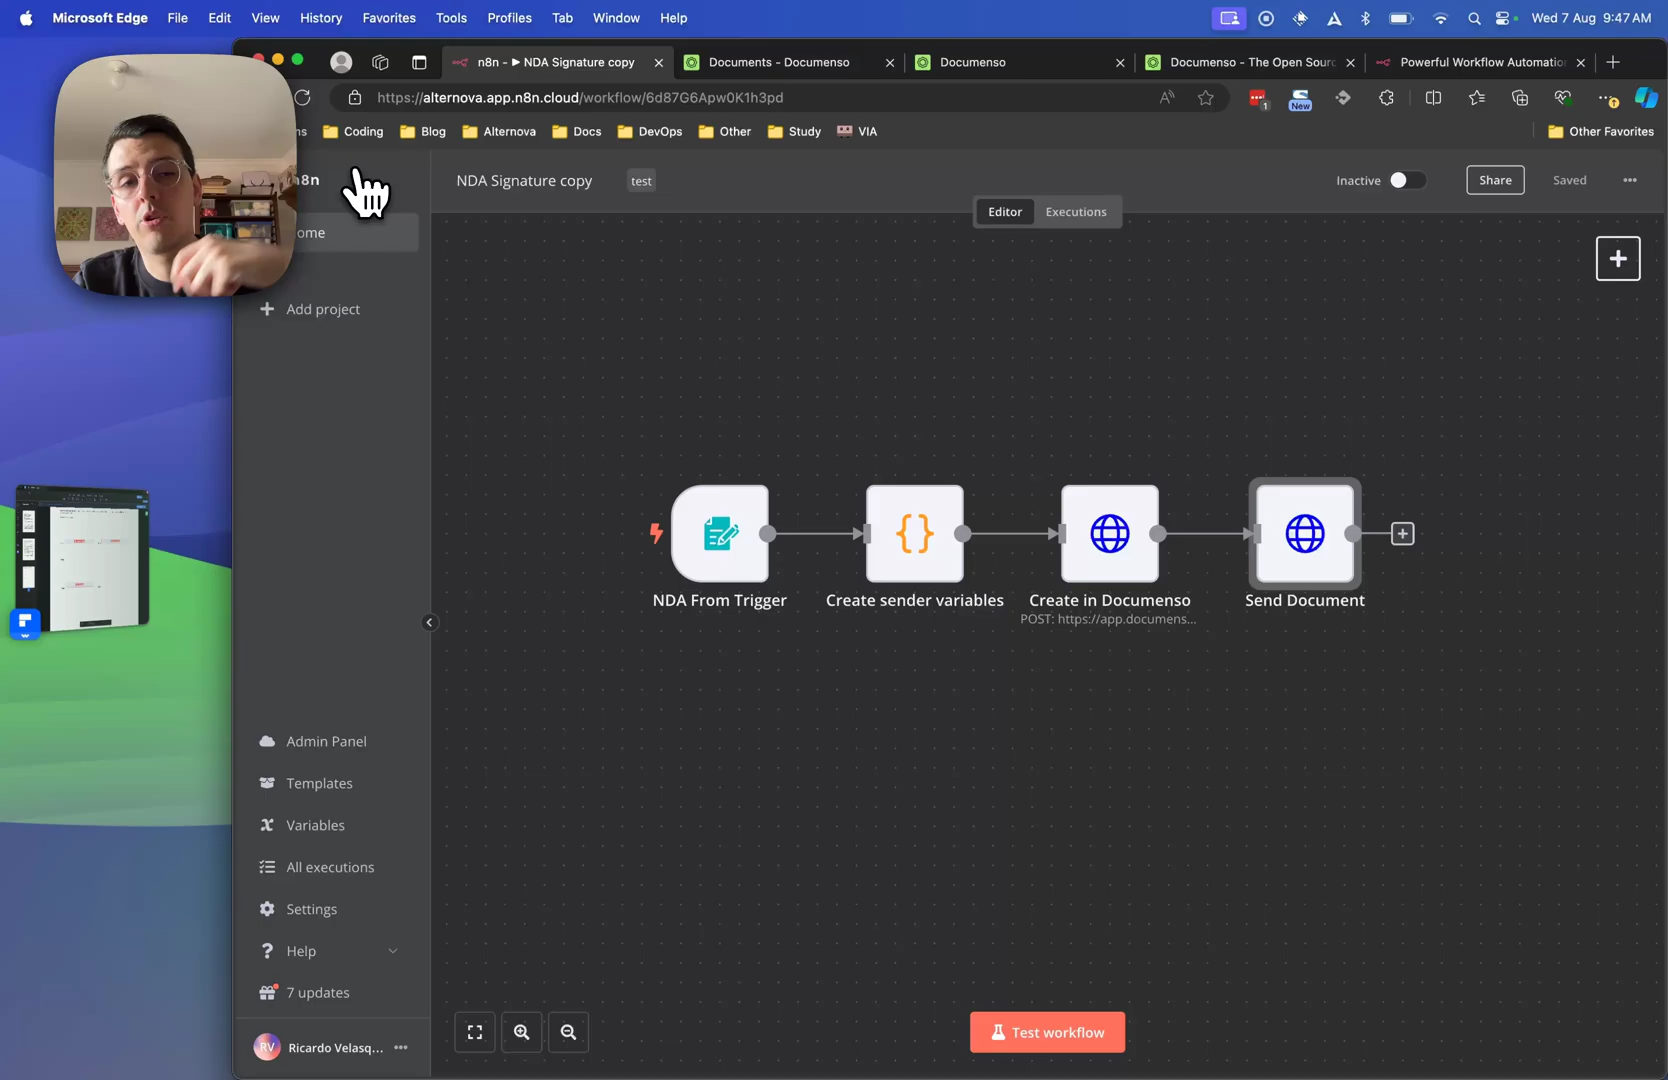 Microsoft Edge File Edit View History Favorites Tools Profiles Tab Window Help Wed 7 Aug 9:47 AM
n8n - ▶ NDA Signature copy
Documents - Documenso
Documenso
Documenso - The Open Sourc
Powerful Workflow Automation
https://alternova.app.n8n.cloud/workflow/6d87G6Apw0K1h3pd
1
New
ns Coding Blog Alternova Docs DevOps Other Study VIA Other Favorites
n8n
NDA Signature copy test Inactive Share Saved
Editor Executions
ome
Add project
NDA From Trigger
Create sender variables
Create in Documenso
POST: https://app.documens...
Send Document
Admin Panel
Templates
Variables
All executions
Settings
Help
7 updates
RV Ricardo Velasq...
Test workflow